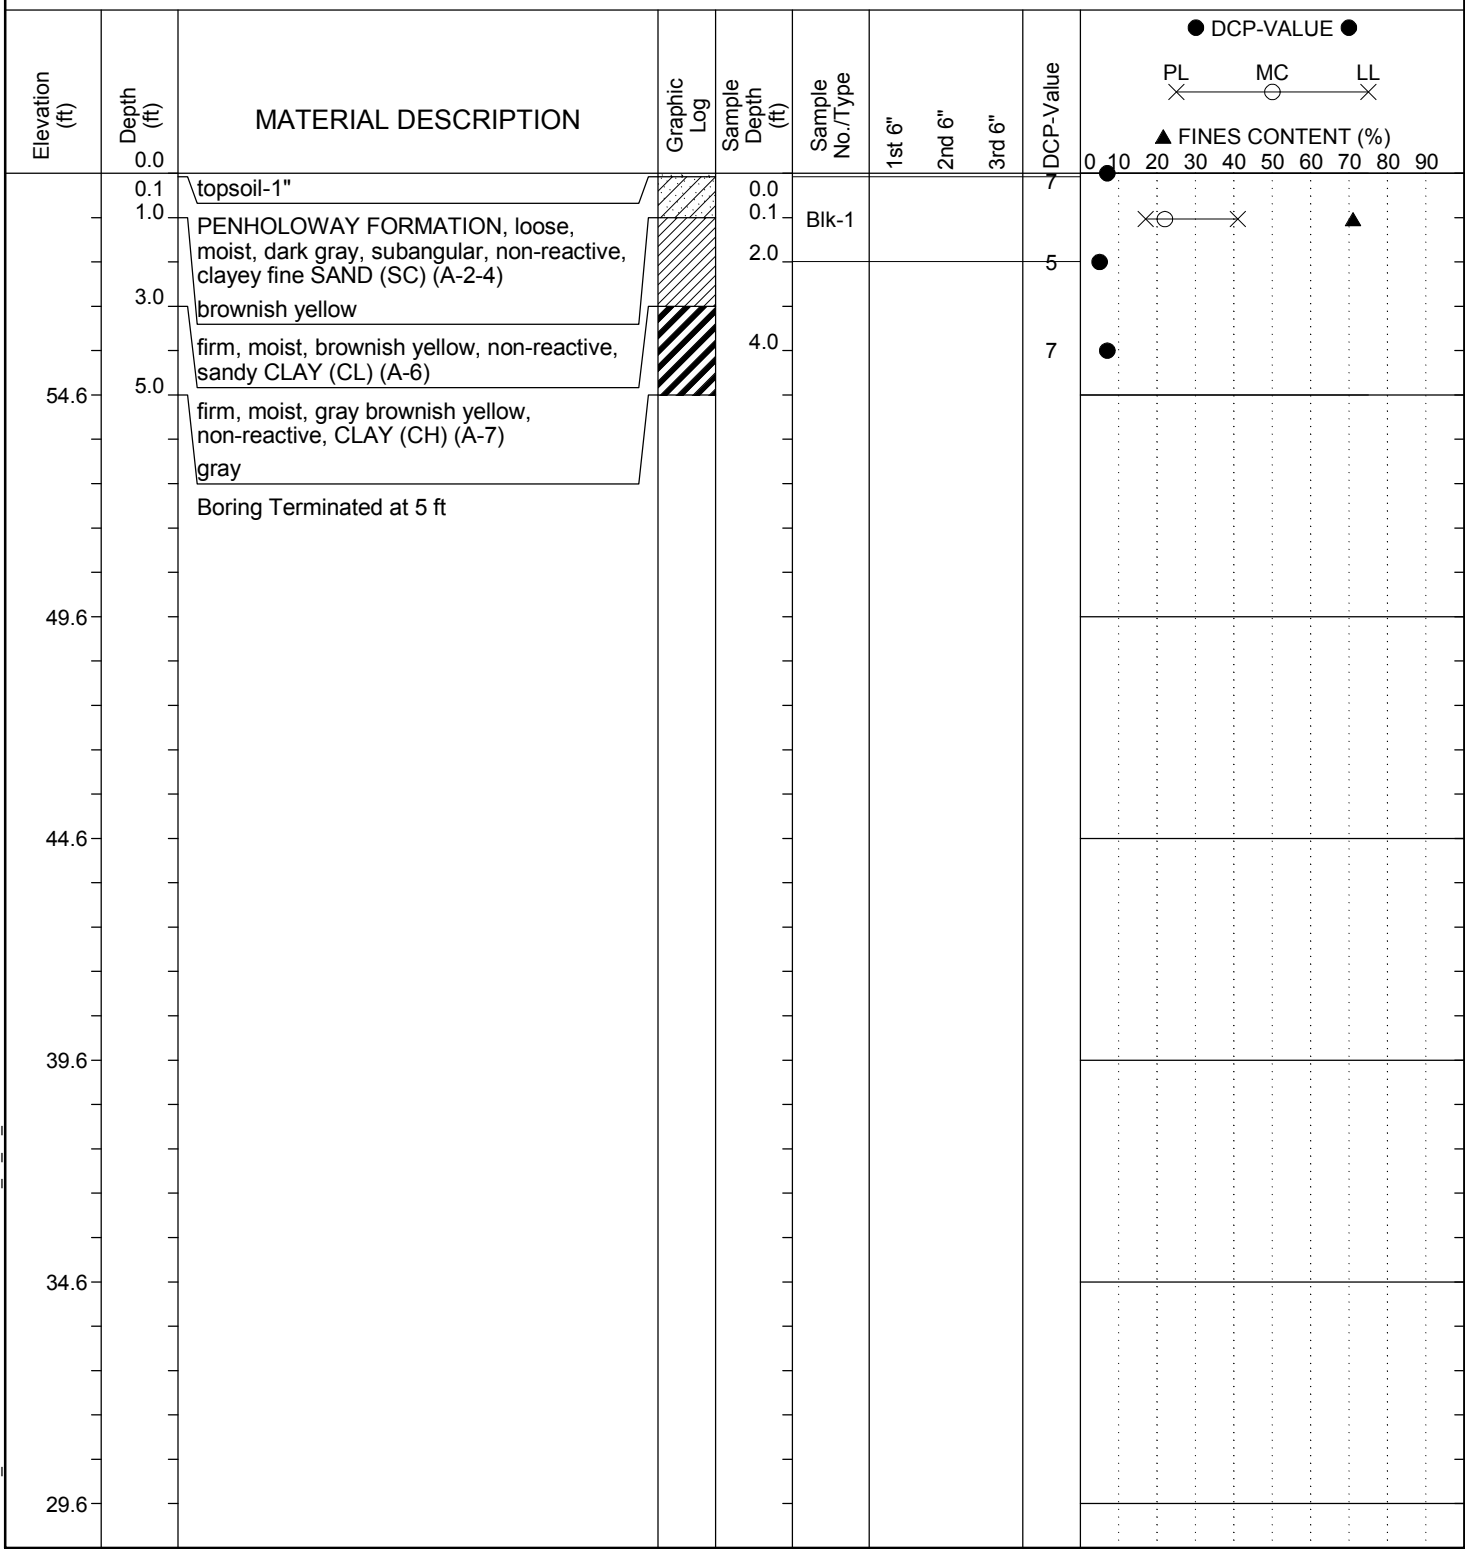 Elevation
(ft)
Depth
(ft)
0.0
MATERIAL DESCRIPTION
Graphic
Log
Sample
Depth
(ft)
Sample
No./Type
1st 6"
2nd 6"
3rd 6"
DCP-Value
DCP-VALUE
PL MC LL
FINES CONTENT (%)
0 10 20 30 40 50 60 70 80 90
0.1 topsoil-1" 0.0 7
1.0 PENHOLOWAY FORMATION, loose, 0.1 Blk-1
moist, dark gray, subangular, non-reactive,
clayey fine SAND (SC) (A-2-4) 2.0 5
3.0 brownish yellow
firm, moist, brownish yellow, non-reactive, 4.0 7
sandy CLAY (CL) (A-6)
54.6 5.0
firm, moist, gray brownish yellow,
non-reactive, CLAY (CH) (A-7)
gray
Boring Terminated at 5 ft
49.6
44.6
39.6
34.6
29.6